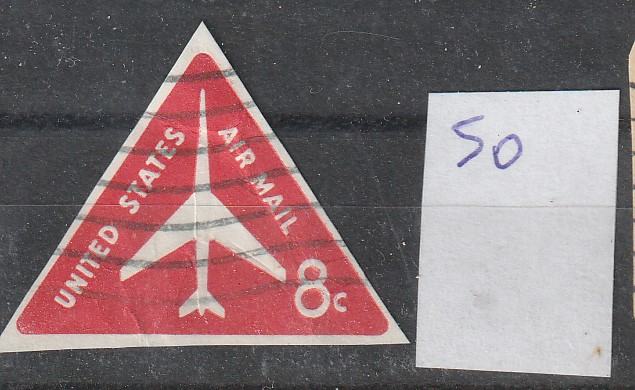 UNITED STATES
AIR MAIL
8c
50